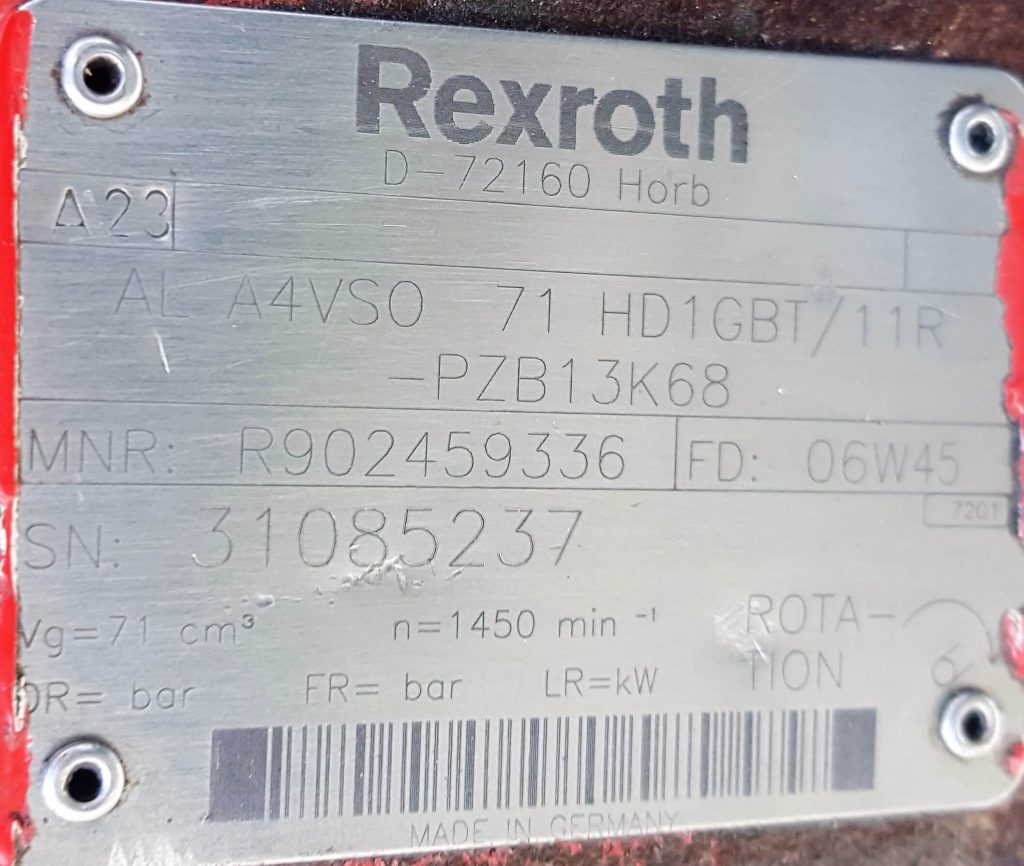 Rexroth
D-72160 Horb
A23
AL A4VSO 71 HD1GBT/11R
-PZB13K68
MNR: R902459336 FD: 06W45
7201
SN: 31085237
Vg=71 cm³ n=1450 min⁻¹ ROTA-
TION
DR= bar FR= bar LR=kW
MADE IN GERMANY